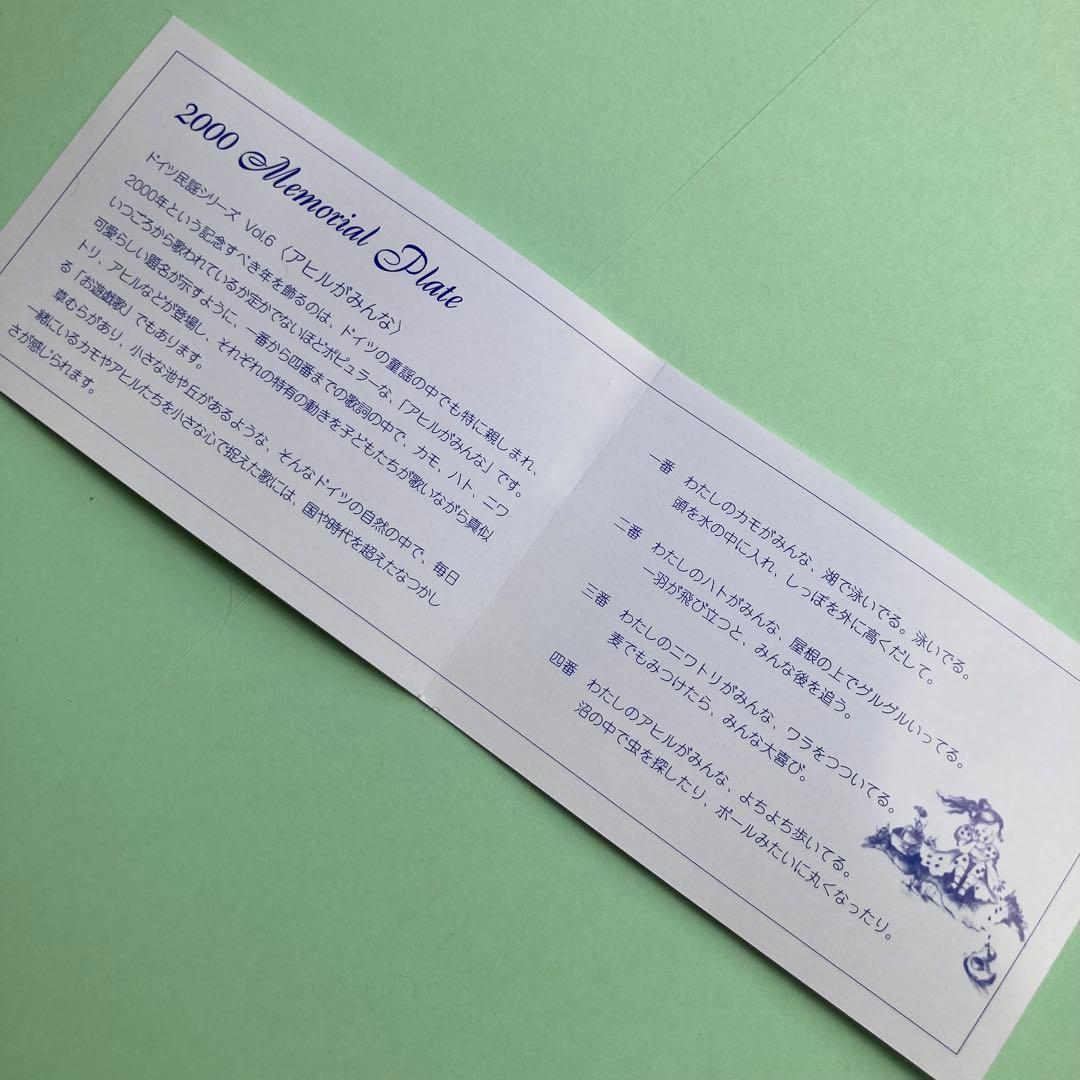 2000 Memorial Plate
ドイツ民謡シリーズ Vol.6〈アヒルがみんな〉
2000年という記念すべき年を飾るのは、ドイツの童謡の中でも特に親しまれ、
いつごろから歌われているか定かでないほどポピュラーな、「アヒルがみんな」です。
可愛らしい題名が示すように、一番から四番までの歌詞の中で、カモ、ハト、ニワ
トリ、アヒルなどが登場し、それぞれの特有の動きを子どもたちが歌いながら真似
る「お遊戯歌」でもあります。
草むらがあり、小さな池や丘があるような、そんなドイツの自然の中で、毎日
一緒にいるカモやアヒルたちを小さな心で捉えた歌には、国や時代を超えたなつかし
さが感じられます。
一番 わたしのカモがみんな、湖で泳いでる。泳いでる。
頭を水の中に入れ、しっぽを外に高くだして。
二番 わたしのハトがみんな、屋根の上でグルグルいってる。
一羽が飛び立つと、みんな後を追う。
三番 わたしのニワトリがみんな、ワラをつついてる。
麦でもみつけたら、みんな大喜び。
四番 わたしのアヒルがみんな、よちよち歩いてる。
沼の中で虫を探したり、ボールみたいに丸くなったり。